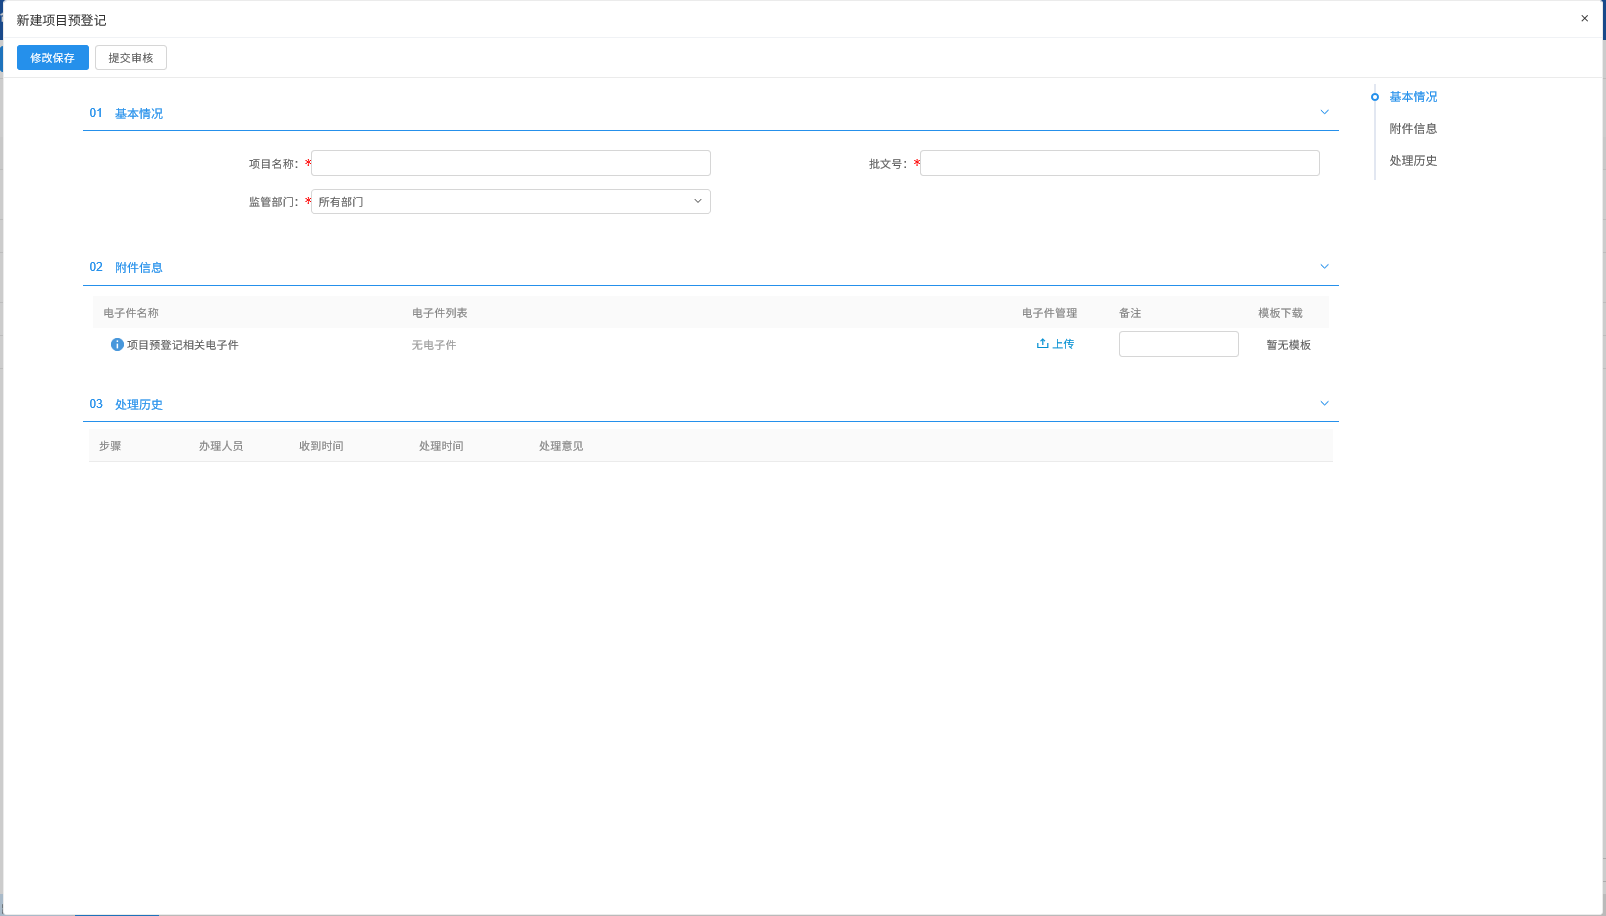 新建项目预登记
×
修改保存 提交审核
01 基本情况
项目名称：* 批文号：*
监管部门：* 所有部门
02 附件信息
电子件名称 电子件列表 电子件管理 备注 模板下载
项目预登记相关电子件 无电子件 上传 暂无模板
03 处理历史
步骤 办理人员 收到时间 处理时间 处理意见
基本情况
附件信息
处理历史